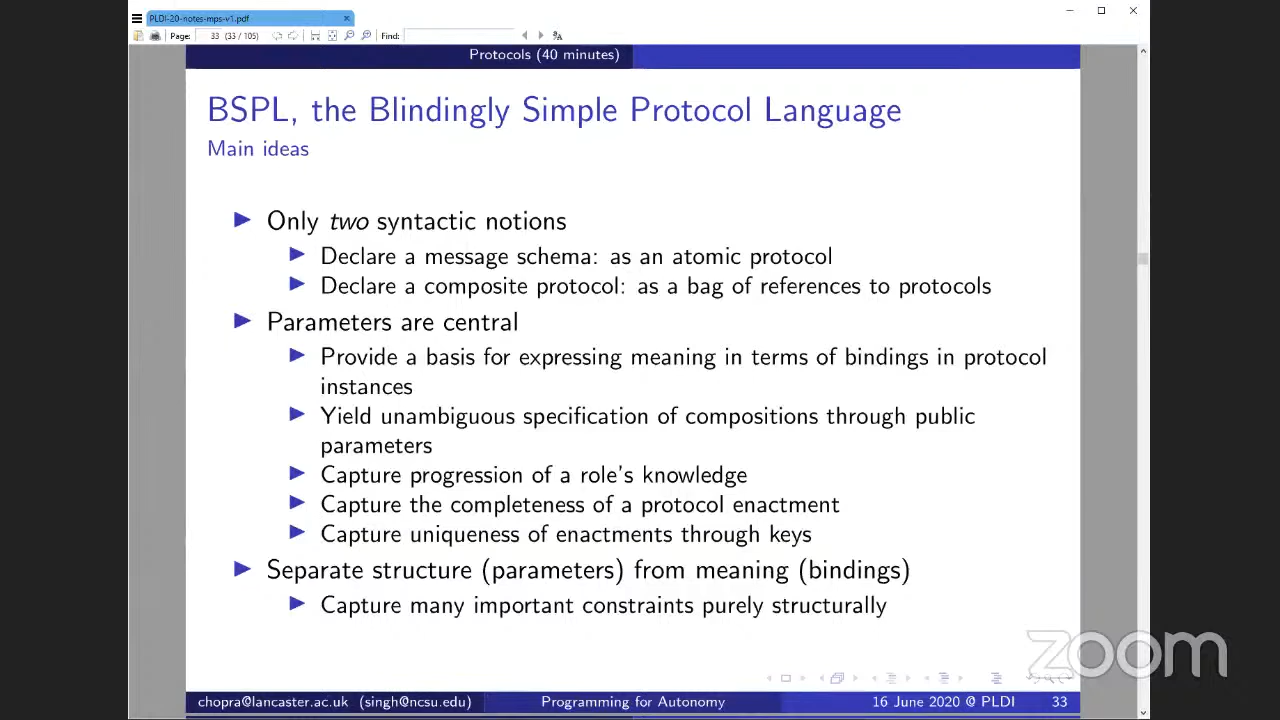 PLDI-20-notes-mps-v1.pdf
Page: 33 (33 / 105) Find:
Protocols (40 minutes)
BSPL, the Blindingly Simple Protocol Language
Main ideas
Only two syntactic notions
Declare a message schema: as an atomic protocol
Declare a composite protocol: as a bag of references to protocols
Parameters are central
Provide a basis for expressing meaning in terms of bindings in protocol
instances
Yield unambiguous specification of compositions through public
parameters
Capture progression of a role's knowledge
Capture the completeness of a protocol enactment
Capture uniqueness of enactments through keys
Separate structure (parameters) from meaning (bindings)
Capture many important constraints purely structurally
zoom
chopra@lancaster.ac.uk (singh@ncsu.edu) Programming for Autonomy 16 June 2020 @ PLDI 33